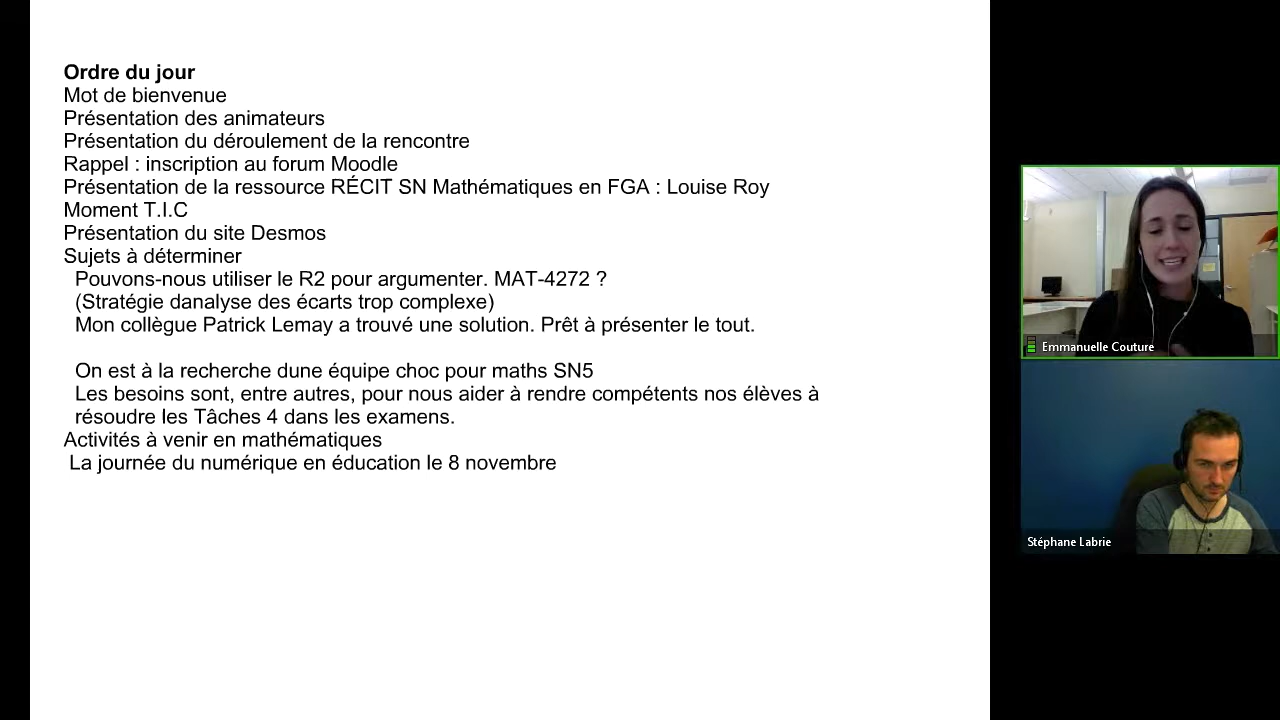 Ordre du jour
Mot de bienvenue
Présentation des animateurs
Présentation du déroulement de la rencontre
Rappel : inscription au forum Moodle
Présentation de la ressource RÉCIT SN Mathématiques en FGA : Louise Roy
Moment T.I.C
Présentation du site Desmos
Sujets à déterminer
Pouvons-nous utiliser le R2 pour argumenter. MAT-4272 ?
(Stratégie danalyse des écarts trop complexe)
Mon collègue Patrick Lemay a trouvé une solution. Prêt à présenter le tout.
On est à la recherche dune équipe choc pour maths SN5
Les besoins sont, entre autres, pour nous aider à rendre compétents nos élèves à
résoudre les Tâches 4 dans les examens.
Activités à venir en mathématiques
La journée du numérique en éducation le 8 novembre
Emmanuelle Couture
Stéphane Labrie